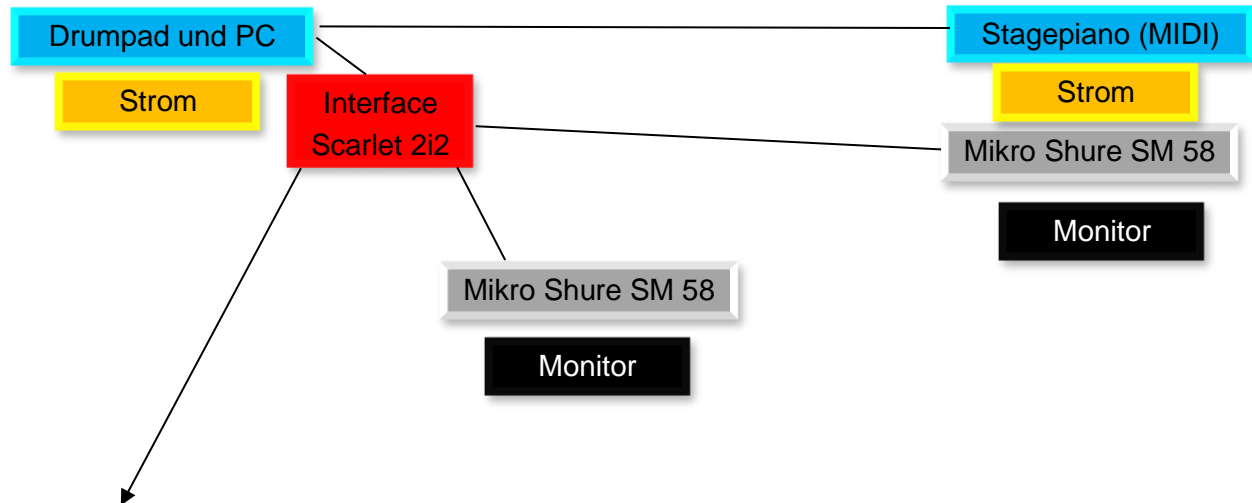 Drumpad und PC
Stagepiano (MIDI)
Strom
Interface
Scarlet 2i2
Strom
Mikro Shure SM 58
Monitor
Mikro Shure SM 58
Monitor